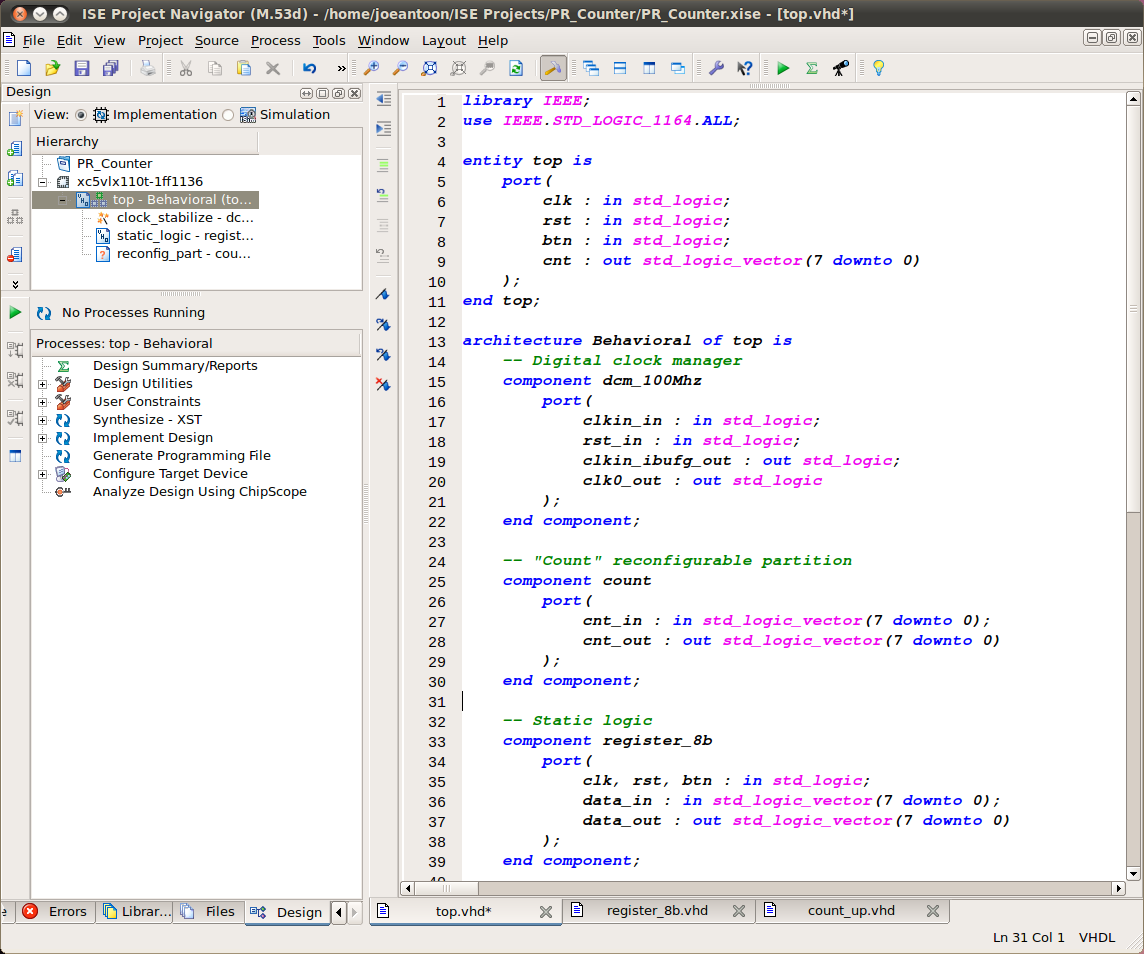 ISE Project Navigator (M.53d) - /home/joeantoon/ISE Projects/PR_Counter/PR_Counter.xise - [top.vhd*]
File Edit View Project Source Process Tools Window Layout Help
Design
View: Implementation Simulation
Hierarchy
PR_Counter
xc5vlx110t-1ff1136
top - Behavioral (to...
clock_stabilize - dc...
static_logic - regist...
reconfig_part - cou...
No Processes Running
Processes: top - Behavioral
Design Summary/Reports
Design Utilities
User Constraints
Synthesize - XST
Implement Design
Generate Programming File
Configure Target Device
Analyze Design Using ChipScope
Errors Librar... Files Design
1 library IEEE;
2 use IEEE.STD_LOGIC_1164.ALL;
3
4 entity top is
5 port(
6 clk : in std_logic;
7 rst : in std_logic;
8 btn : in std_logic;
9 cnt : out std_logic_vector(7 downto 0)
10 );
11 end top;
12
13 architecture Behavioral of top is
14 -- Digital clock manager
15 component dcm_100Mhz
16 port(
17 clkin_in : in std_logic;
18 rst_in : in std_logic;
19 clkin_ibufg_out : out std_logic;
20 clk0_out : out std_logic
21 );
22 end component;
23
24 -- "Count" reconfigurable partition
25 component count
26 port(
27 cnt_in : in std_logic_vector(7 downto 0);
28 cnt_out : out std_logic_vector(7 downto 0)
29 );
30 end component;
31
32 -- Static logic
33 component register_8b
34 port(
35 clk, rst, btn : in std_logic;
36 data_in : in std_logic_vector(7 downto 0);
37 data_out : out std_logic_vector(7 downto 0)
38 );
39 end component;
top.vhd* register_8b.vhd count_up.vhd
Ln 31 Col 1 VHDL